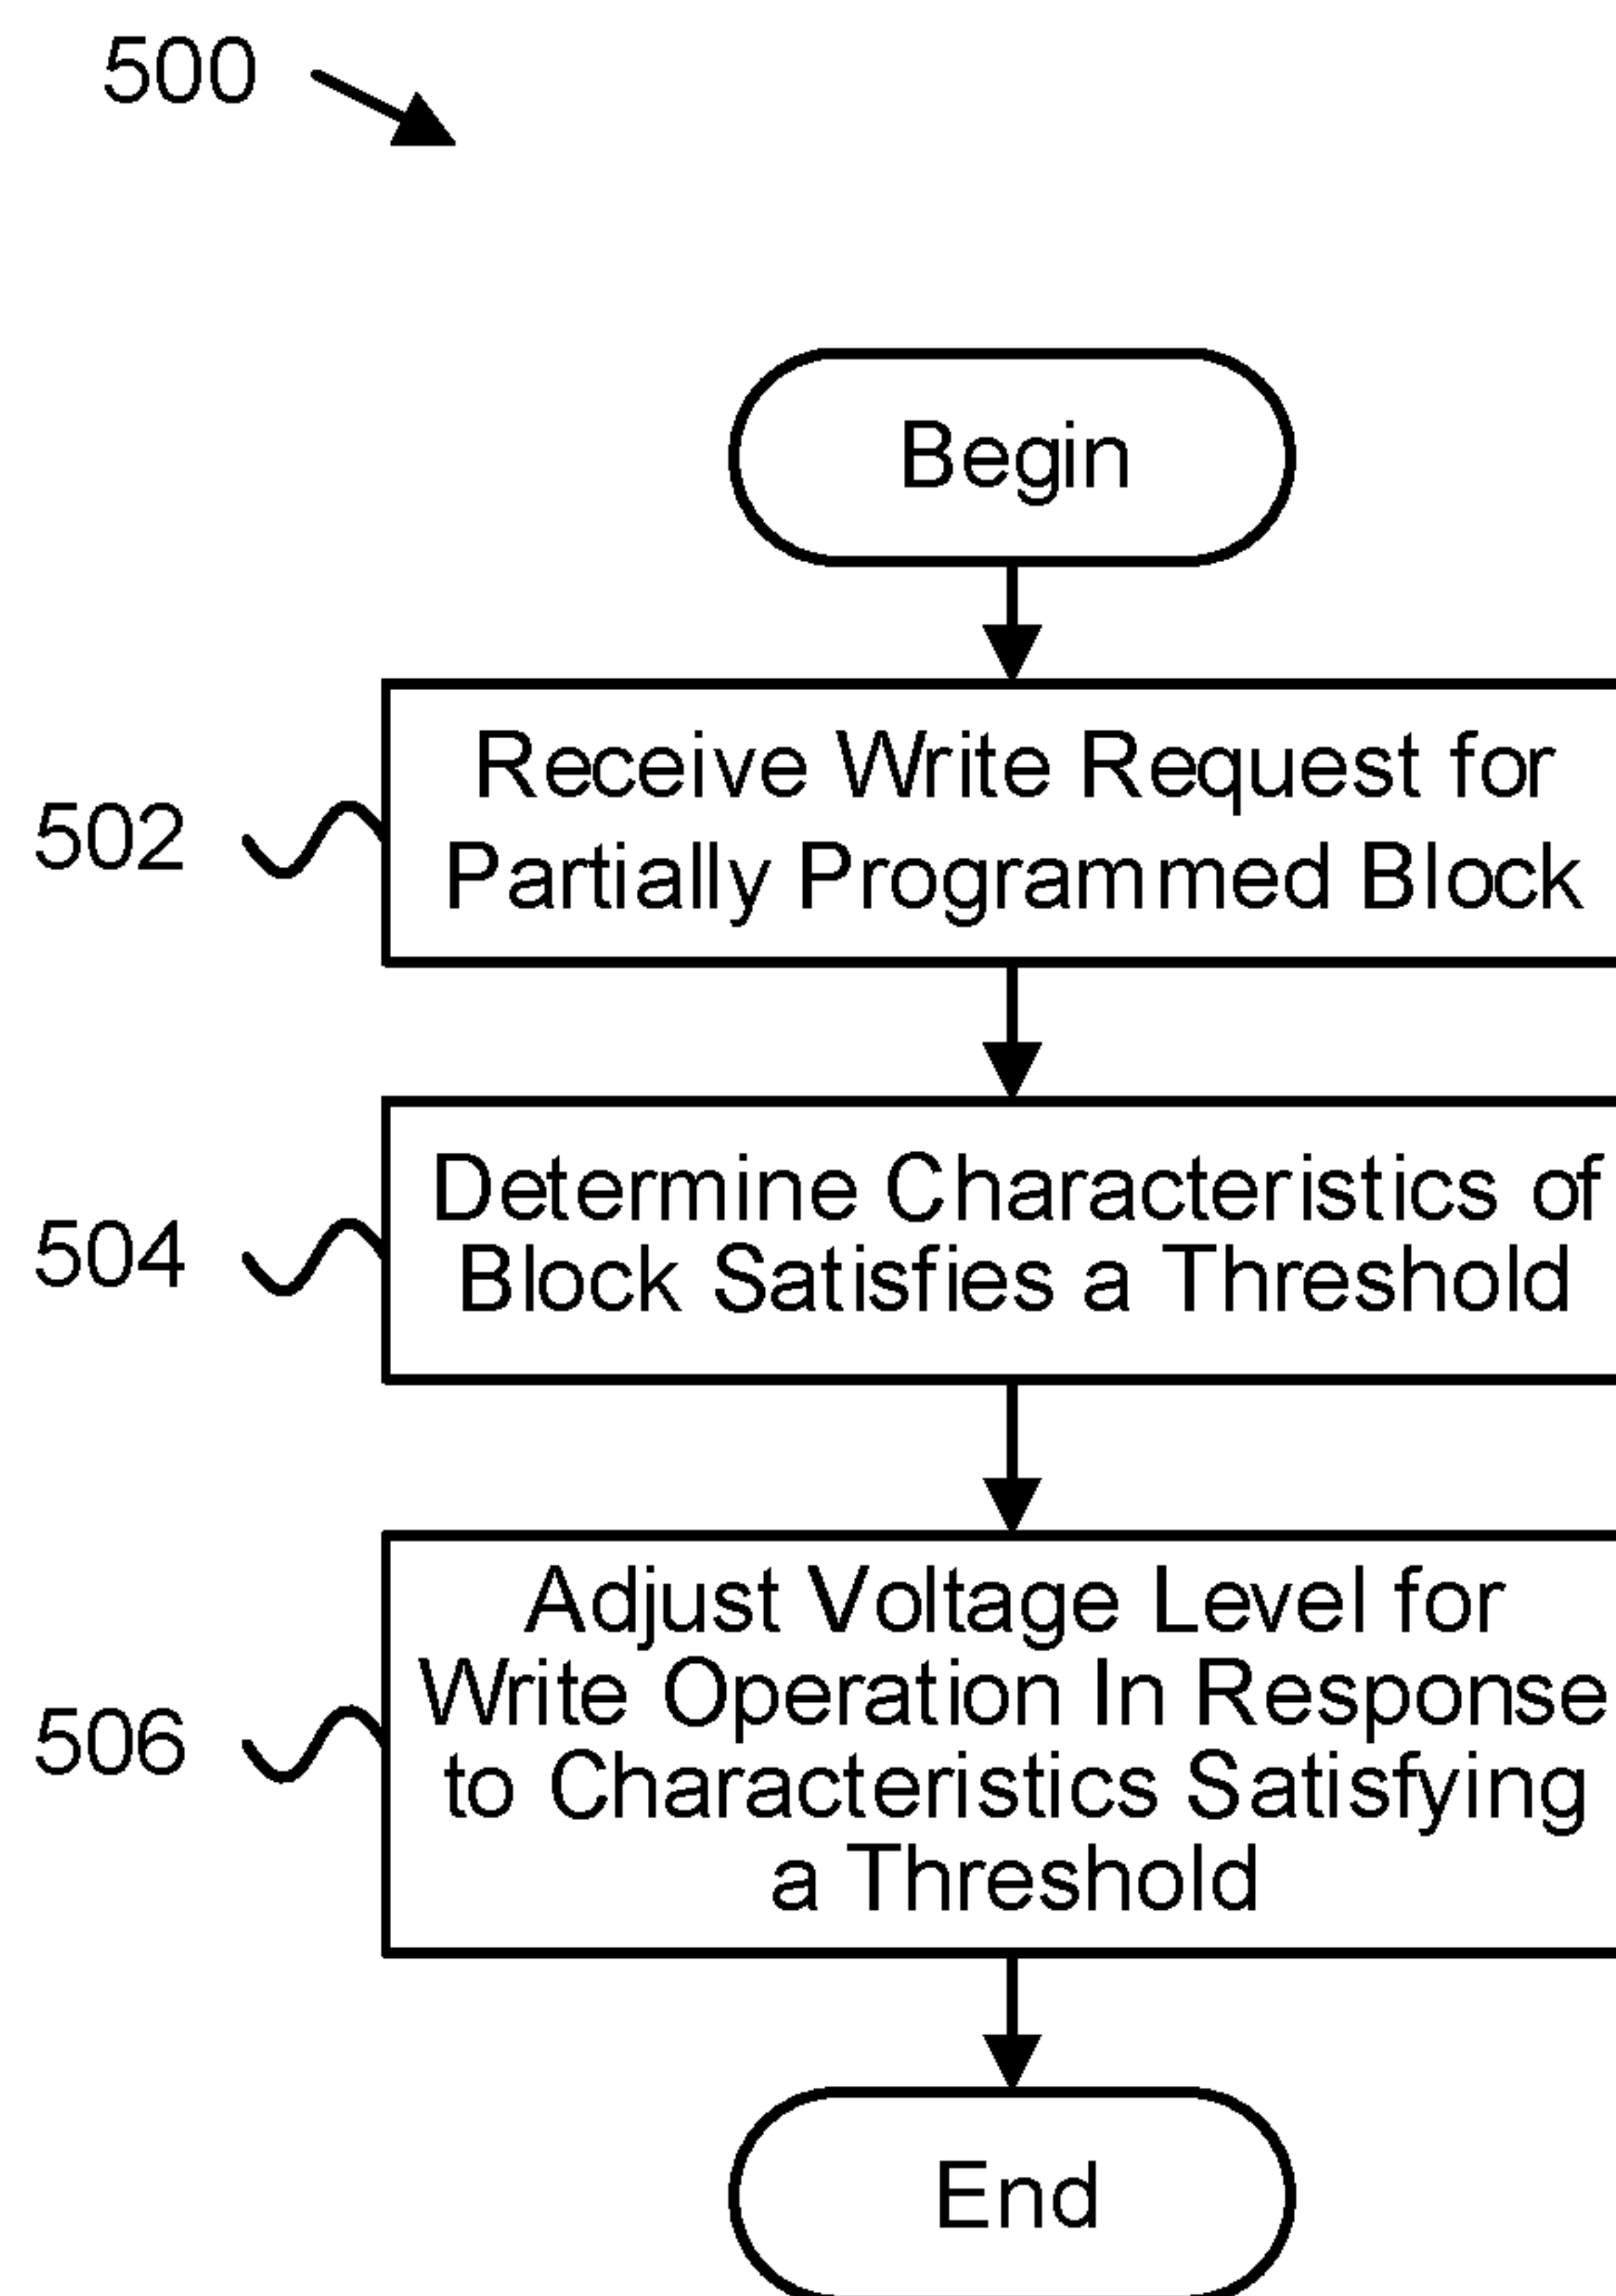 500
Begin
502
Receive Write Request for
Partially Programmed Block
504
Determine Characteristics of
Block Satisfies a Threshold
506
Adjust Voltage Level for
Write Operation In Response
to Characteristics Satisfying
a Threshold
End